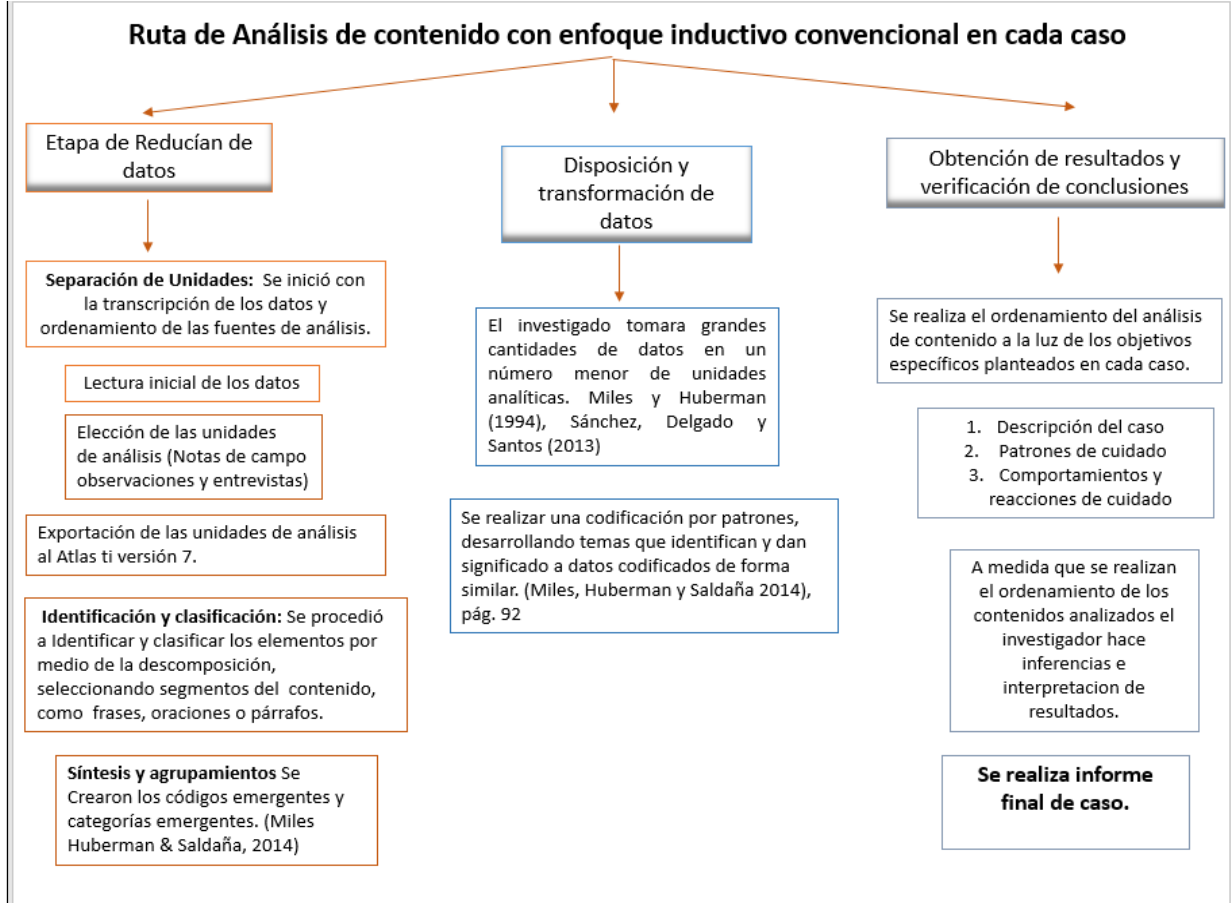 Ruta de Análisis de contenido con enfoque inductivo convencional en cada caso
Etapa de Reducían de
datos
Separación de Unidades: Se inició con
la transcripción de los datos y
ordenamiento de las fuentes de análisis.
Lectura inicial de los datos
Elección de las unidades
de análisis (Notas de campo
observaciones y entrevistas)
Exportación de las unidades de análisis
al Atlas ti versión 7.
Identificación y clasificación: Se procedió
a Identificar y clasificar los elementos por
medio de la descomposición,
seleccionando segmentos del contenido,
como frases, oraciones o párrafos.
Síntesis y agrupamientos Se
Crearon los códigos emergentes y
categorías emergentes. (Miles
Huberman & Saldaña, 2014)
Disposición y
transformación de
datos
El investigado tomara grandes
cantidades de datos en un
número menor de unidades
analíticas. Miles y Huberman
(1994), Sánchez, Delgado y
Santos (2013)
Se realizar una codificación por patrones,
desarrollando temas que identifican y dan
significado a datos codificados de forma
similar. (Miles, Huberman y Saldaña 2014),
pág. 92
Obtención de resultados y
verificación de conclusiones
Se realiza el ordenamiento del análisis
de contenido a la luz de los objetivos
específicos planteados en cada caso.
1. Descripción del caso
2. Patrones de cuidado
3. Comportamientos y
reacciones de cuidado
A medida que se realizan
el ordenamiento de los
contenidos analizados el
investigador hace
inferencias e
interpretacion de
resultados.
Se realiza informe
final de caso.